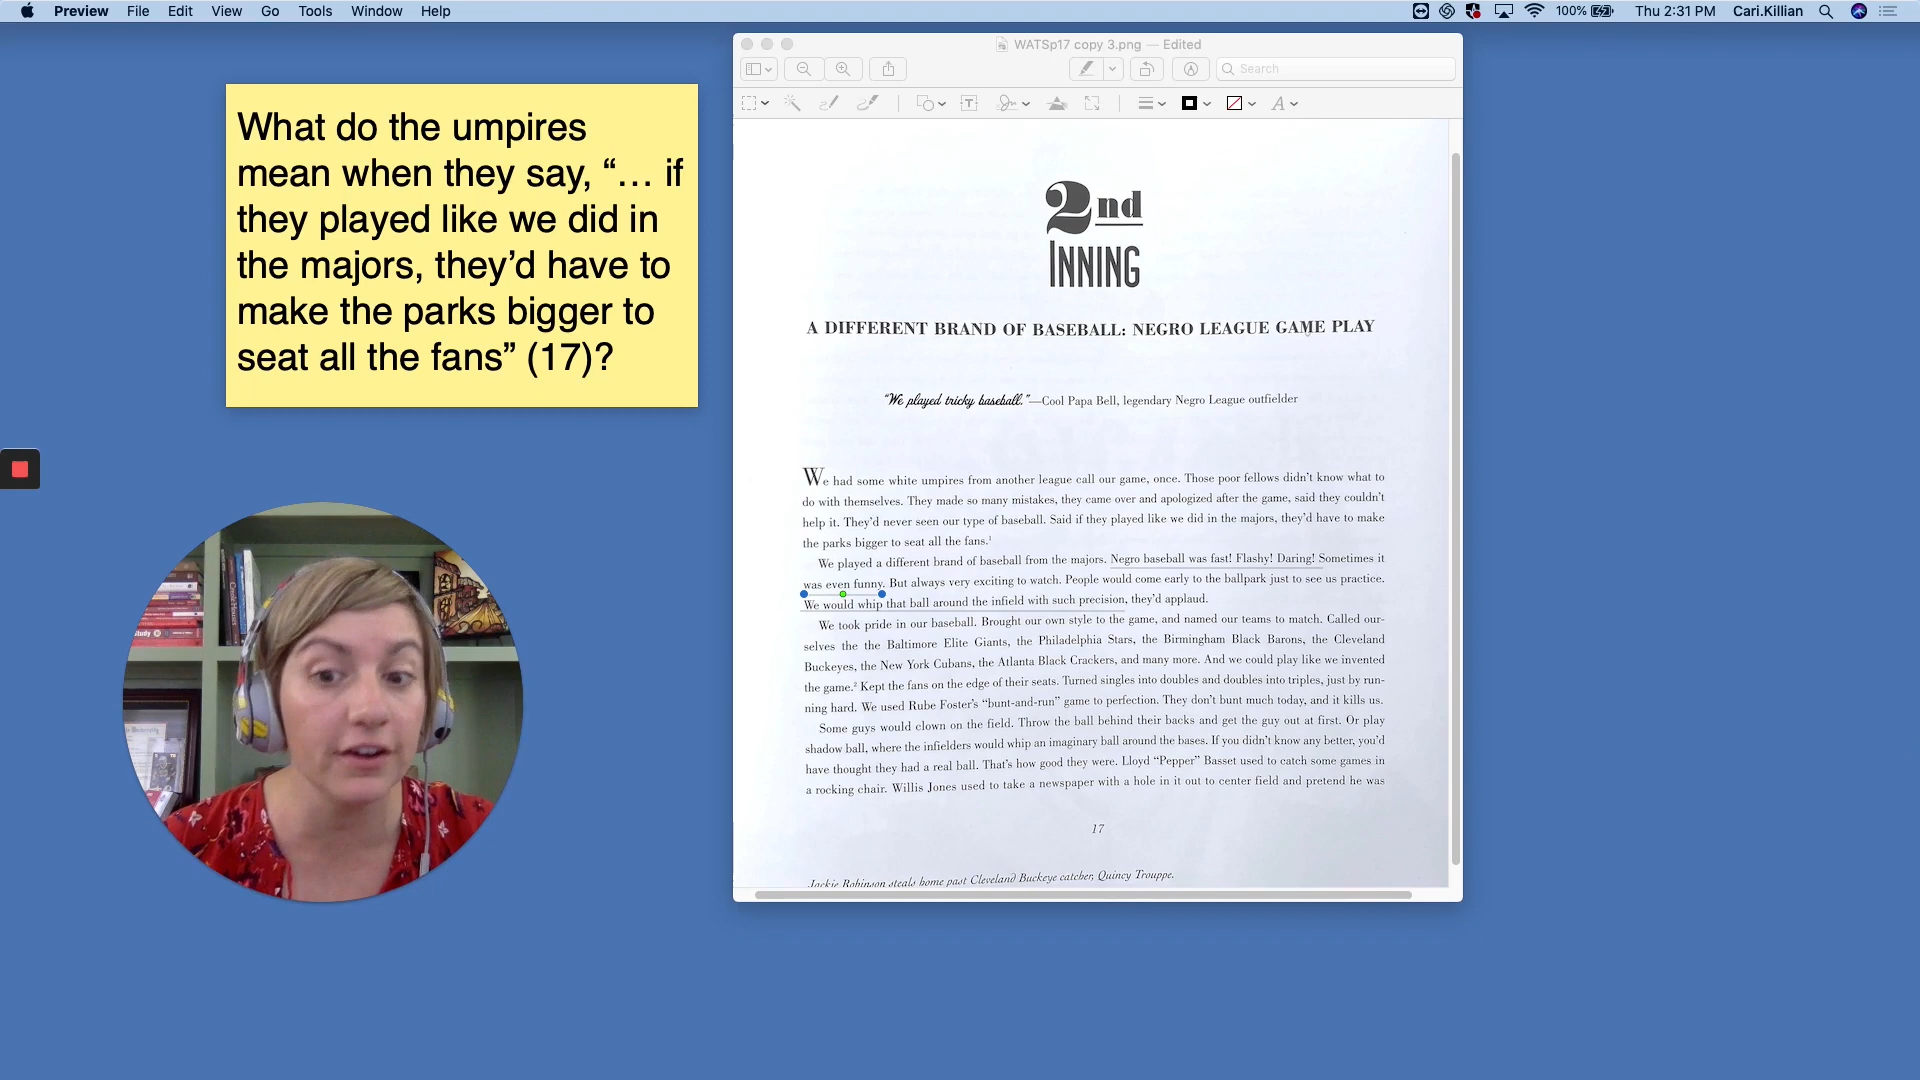 Preview File Edit View Go Tools Window Help
100% Thu 2:31 PM Cari.Killian
WATSp17 copy 3.png — Edited
Search
What do the umpires
mean when they say, “… if
they played like we did in
the majors, they’d have to
make the parks bigger to
seat all the fans” (17)?
2nd
INNING
A DIFFERENT BRAND OF BASEBALL: NEGRO LEAGUE GAME PLAY
“We played tricky baseball.”—Cool Papa Bell, legendary Negro League outfielder
We had some white umpires from another league call our game, once. Those poor fellows didn’t know what to
do with themselves. They made so many mistakes, they came over and apologized after the game, said they couldn’t
help it. They’d never seen our type of baseball. Said if they played like we did in the majors, they’d have to make
the parks bigger to seat all the fans.¹
We played a different brand of baseball from the majors. Negro baseball was fast! Flashy! Daring! Sometimes it
was even funny. But always very exciting to watch. People would come early to the ballpark just to see us practice.
We would whip that ball around the infield with such precision, they’d applaud.
We took pride in our baseball. Brought our own style to the game, and named our teams to match. Called our-
selves the the Baltimore Elite Giants, the Philadelphia Stars, the Birmingham Black Barons, the Cleveland
Buckeyes, the New York Cubans, the Atlanta Black Crackers, and many more. And we could play like we invented
the game.² Kept the fans on the edge of their seats. Turned singles into doubles and doubles into triples, just by run-
ning hard. We used Rube Foster’s “bunt-and-run” game to perfection. They don’t bunt much today, and it kills us.
Some guys would clown on the field. Throw the ball behind their backs and get the guy out at first. Or play
shadow ball, where the infielders would whip an imaginary ball around the bases. If you didn’t know any better, you’d
have thought they had a real ball. That’s how good they were. Lloyd “Pepper” Basset used to catch some games in
a rocking chair. Willis Jones used to take a newspaper with a hole in it out to center field and pretend he was
17
Jackie Robinson steals home past Cleveland Buckeye catcher, Quincy Trouppe.